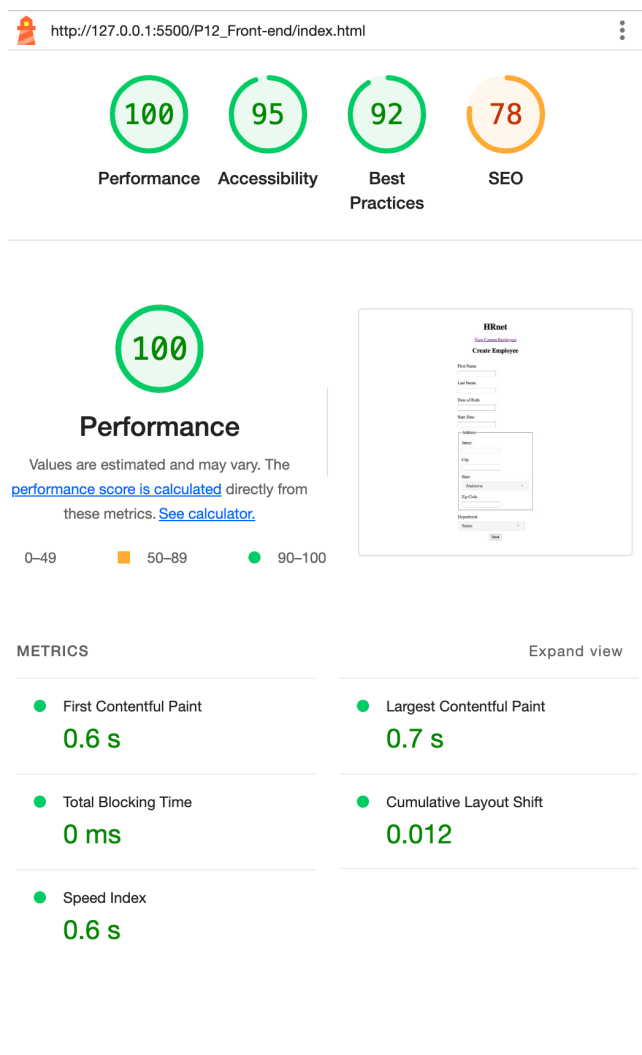 http://127.0.0.1:5500/P12_Front-end/index.html
100
95
92
78
Performance
Accessibility
Best
Practices
SEO
100
Performance
Values are estimated and may vary. The
performance score is calculated directly from
these metrics. See calculator.
0–49
50–89
90–100
HRnet
View Current Employees
Create Employee
First Name
Last Name
Date of Birth
Start Date
Address
Street
City
State
Alabama
Zip Code
Department
Sales
Save
METRICS
Expand view
First Contentful Paint
0.6 s
Largest Contentful Paint
0.7 s
Total Blocking Time
0 ms
Cumulative Layout Shift
0.012
Speed Index
0.6 s